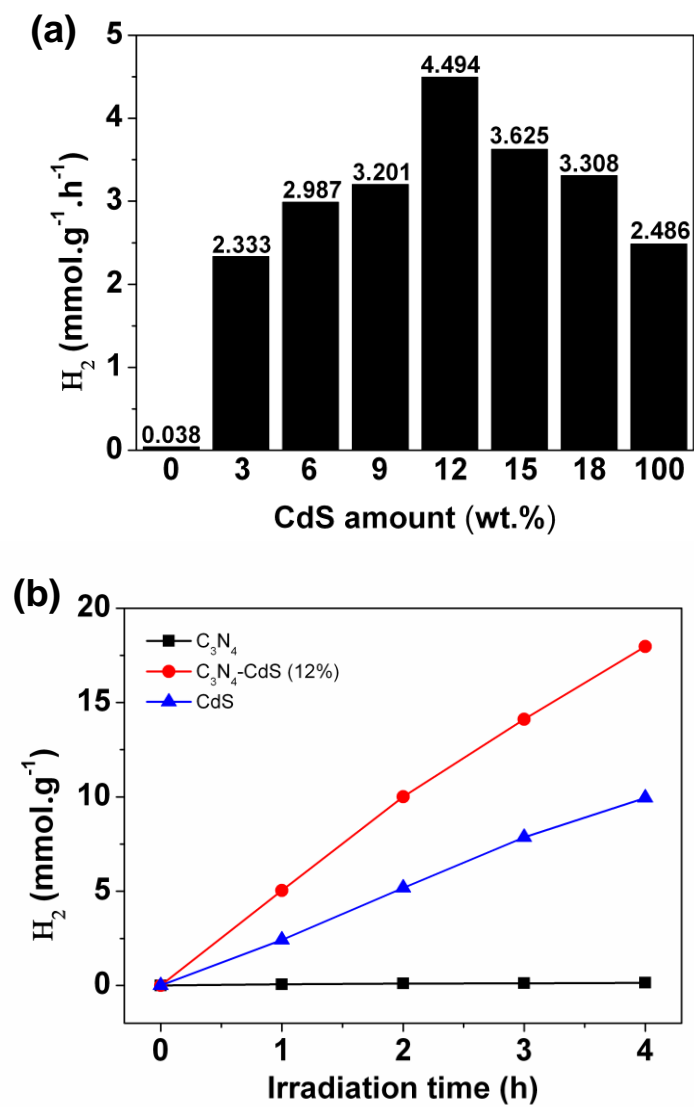 (a)
H₂ (mmol.g⁻¹.h⁻¹)
5
4
3
2
1
0
0.038
2.333
2.987
3.201
4.494
3.625
3.308
2.486
0 3 6 9 12 15 18 100
CdS amount (wt.%)
(b)
H₂ (mmol.g⁻¹)
20
15
10
5
0
C₃N₄
C₃N₄-CdS (12%)
CdS
0 1 2 3 4
Irradiation time (h)